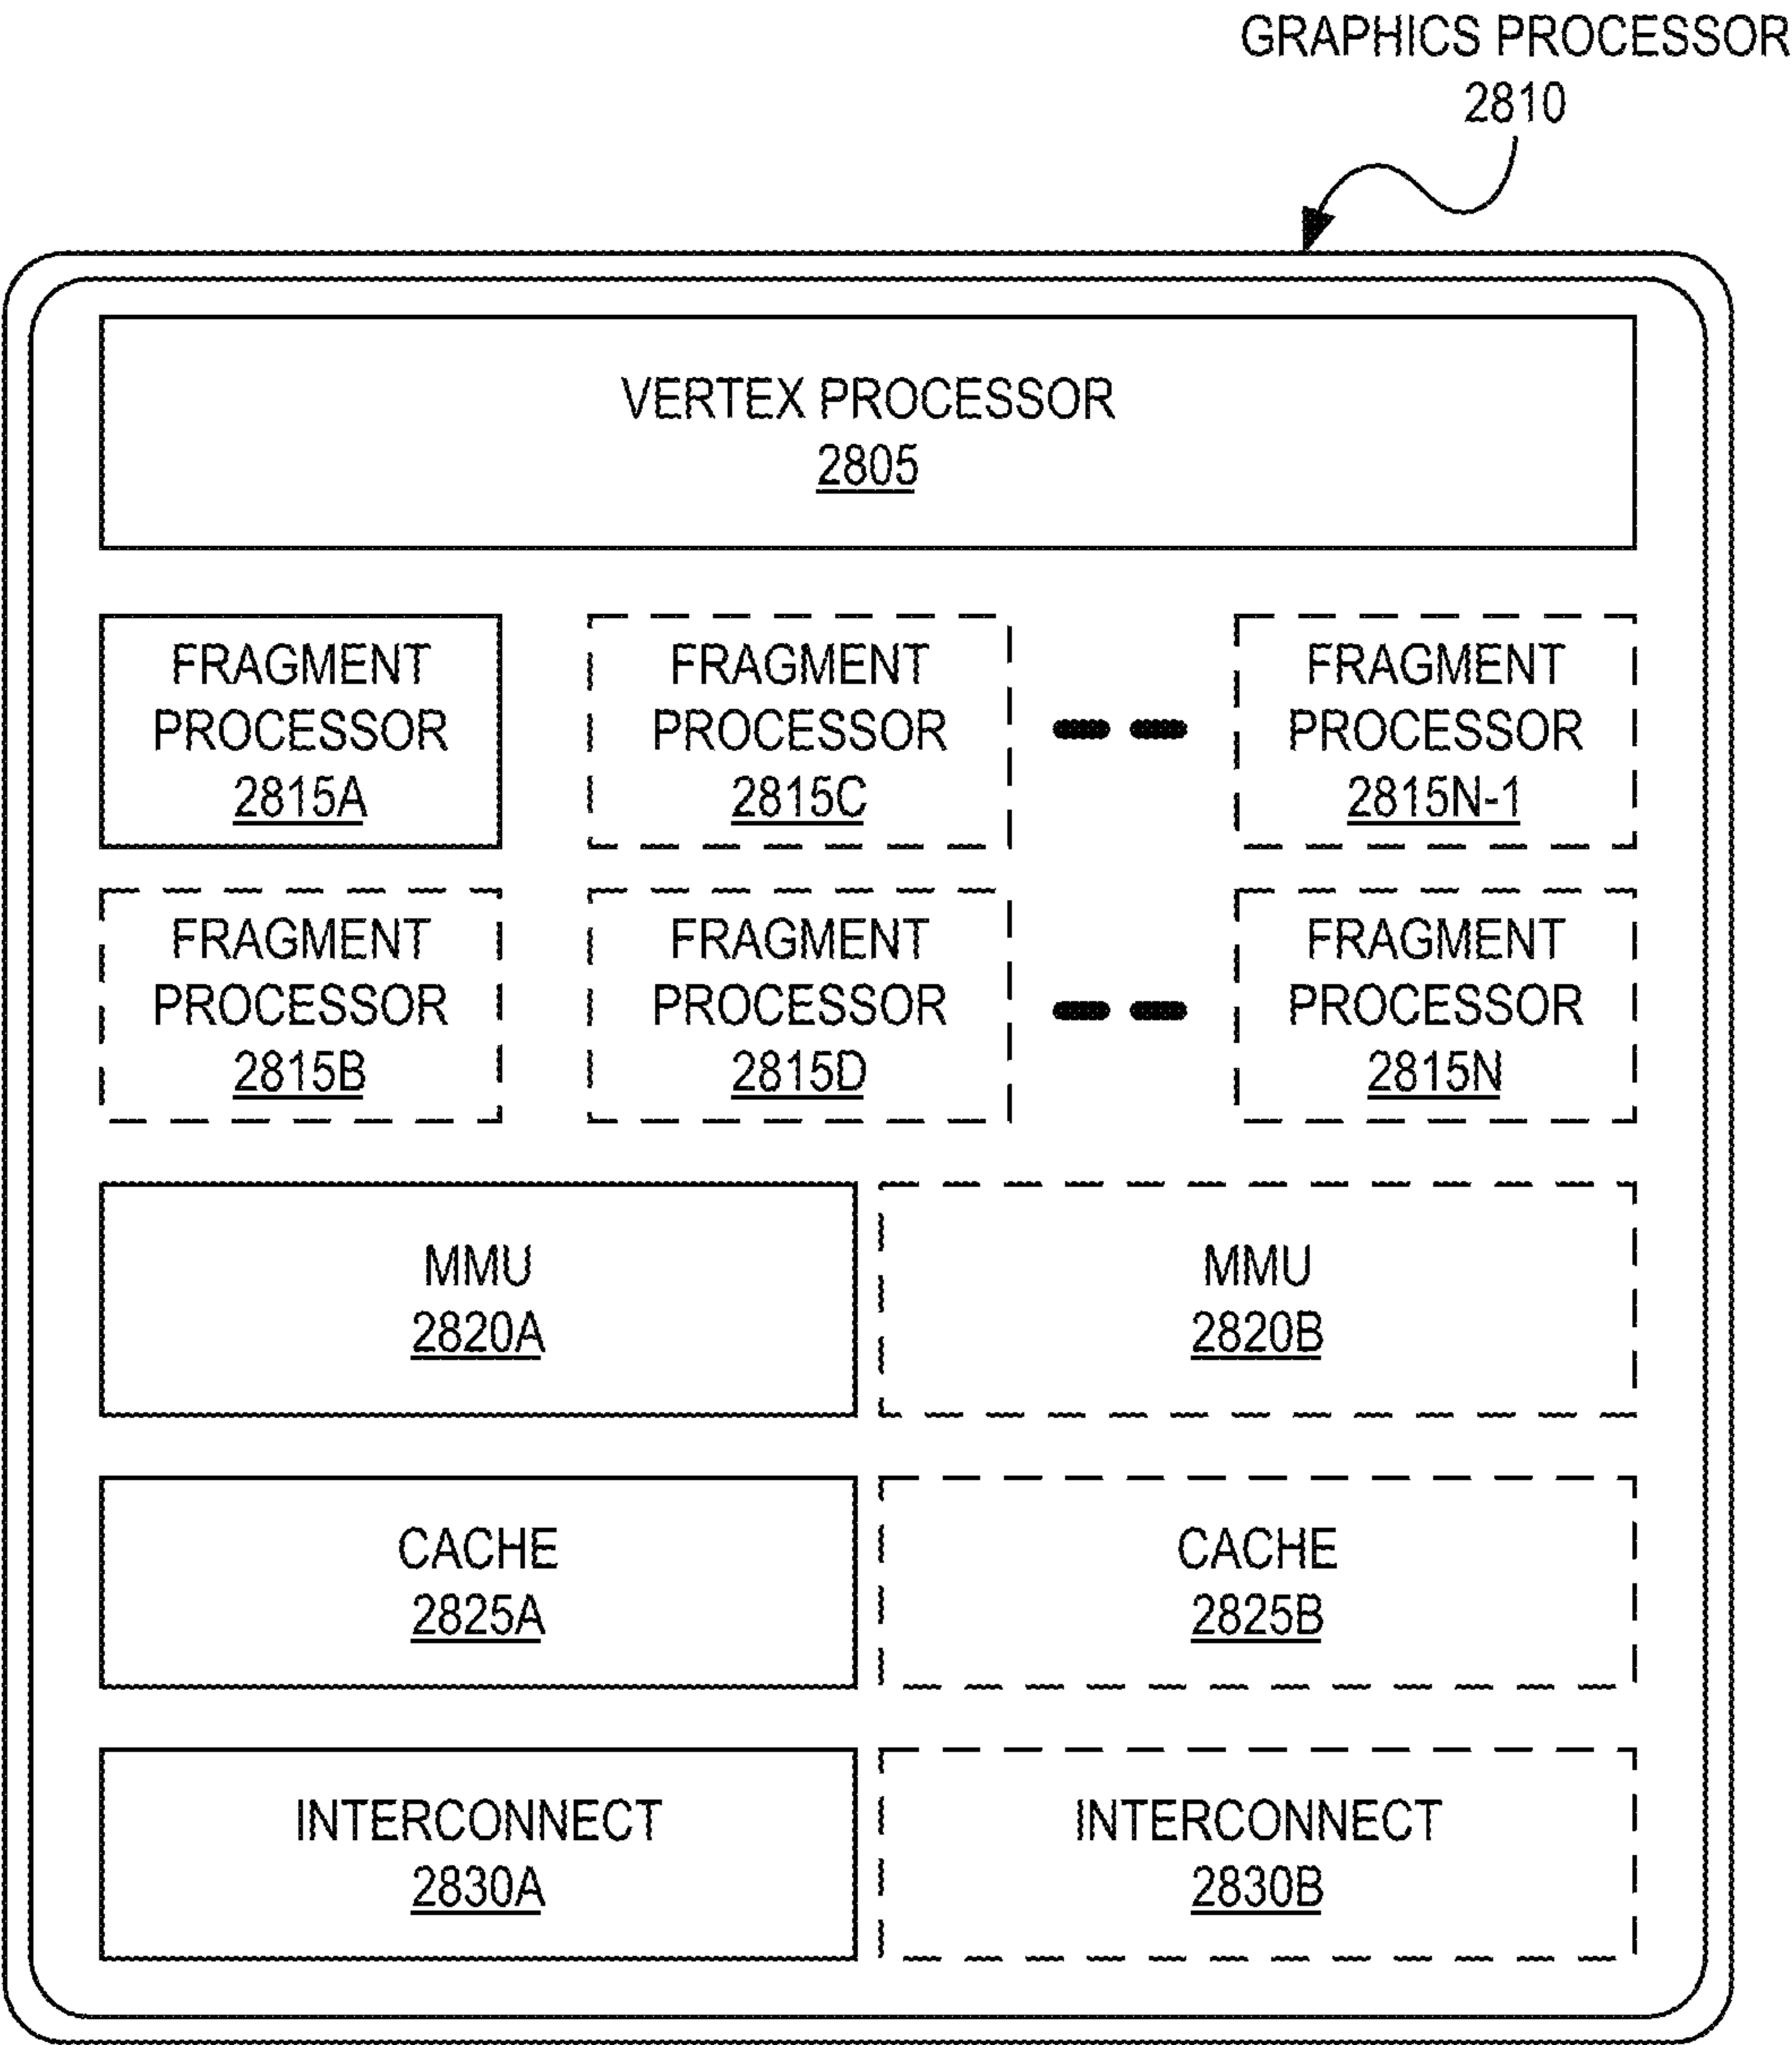 GRAPHICS PROCESSOR
2810
VERTEX PROCESSOR
2805
FRAGMENT
PROCESSOR
2815A
FRAGMENT
PROCESSOR
2815C
FRAGMENT
PROCESSOR
2815N-1
FRAGMENT
PROCESSOR
2815B
FRAGMENT
PROCESSOR
2815D
FRAGMENT
PROCESSOR
2815N
MMU
2820A
MMU
2820B
CACHE
2825A
CACHE
2825B
INTERCONNECT
2830A
INTERCONNECT
2830B